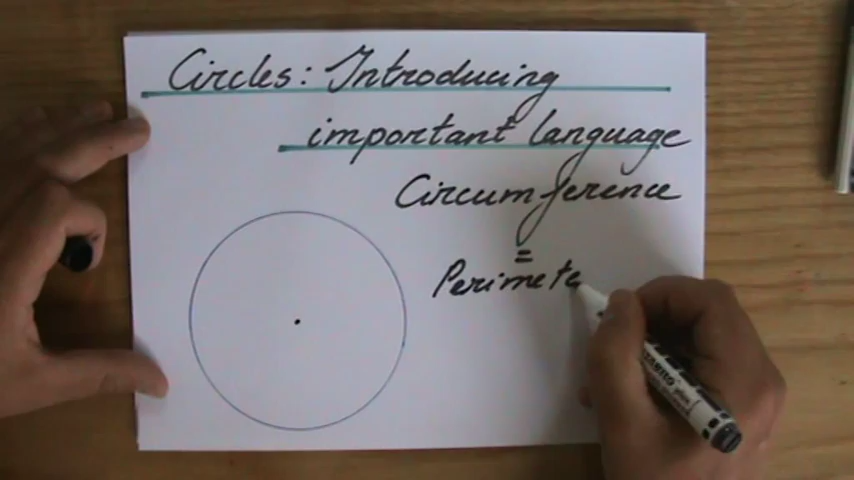 Circles: Introducing
important language
Circumference
=
Perimete